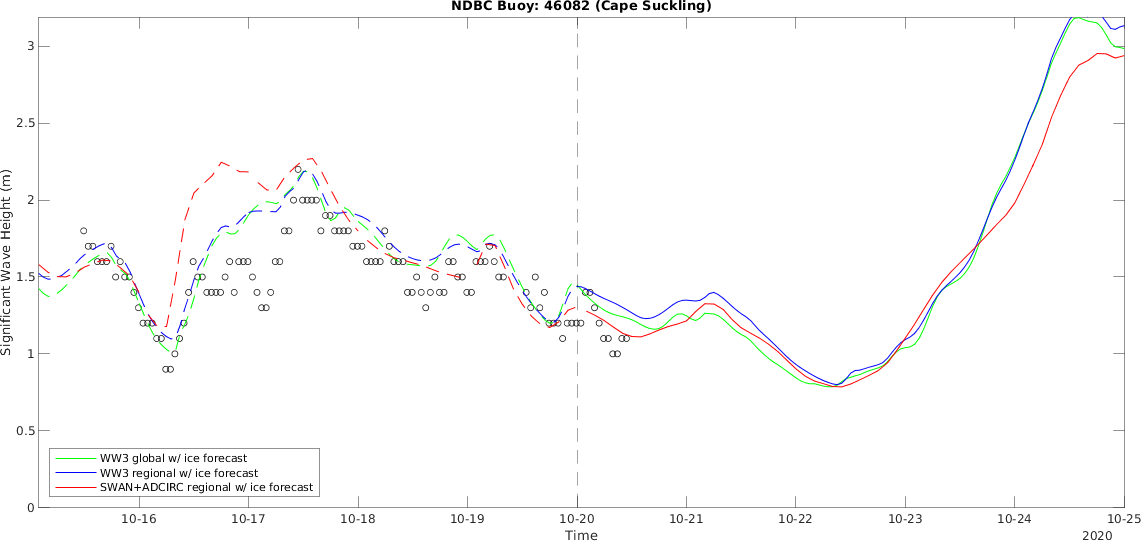 NDBC Buoy: 46082 (Cape Suckling)
3
2.5
2
1.5
1
0.5
0
Significant Wave Height (m)
WW3 global w/ ice forecast
WW3 regional w/ ice forecast
SWAN+ADCIRC regional w/ ice forecast
10-16 10-17 10-18 10-19 10-20 10-21 10-22 10-23 10-24 10-25
Time
2020